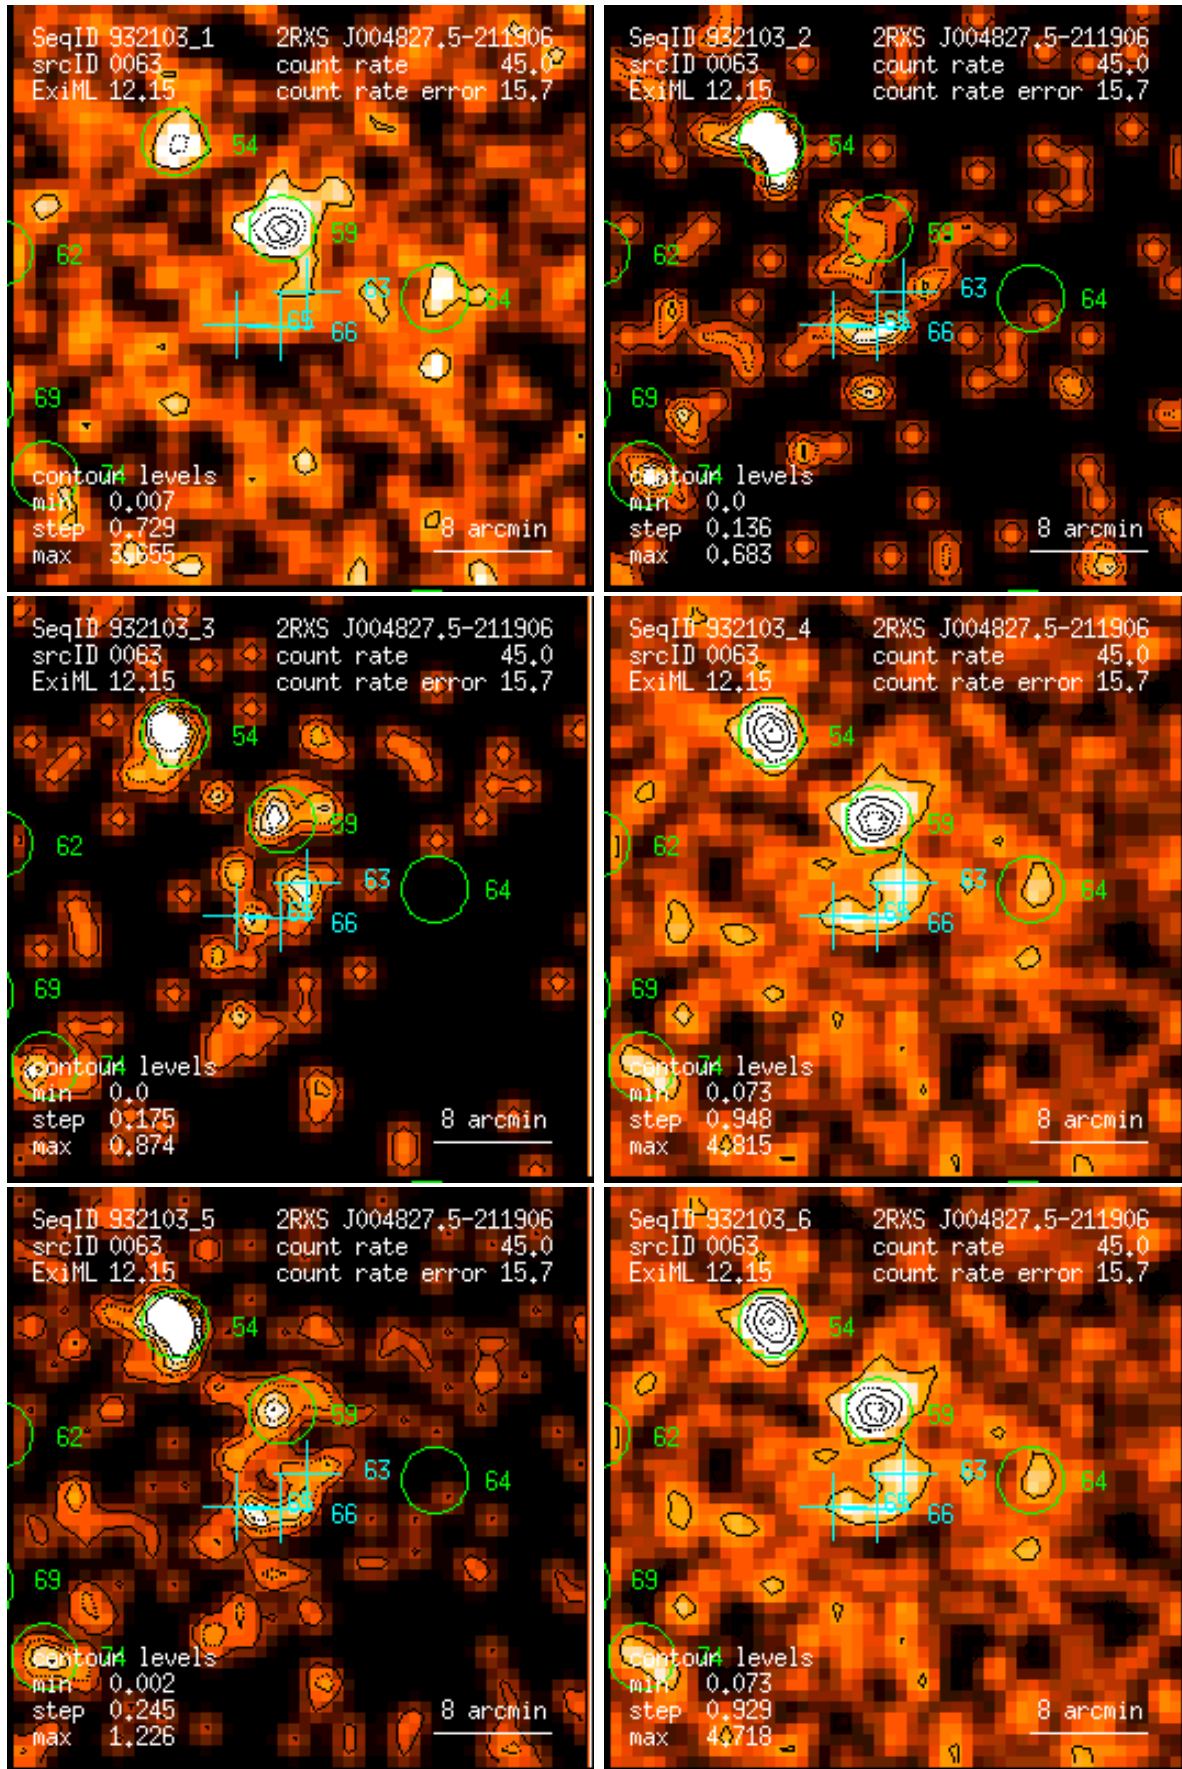 SeqID 932103_1 2RXS J004827.5-211906
srcID 0063 count rate 45.0
ExiML 12.15 count rate error 15.7
54
59
62
63
64
65
66
69
74
contour levels
min 0.007
step 0.729
max 3.655
8 arcmin
SeqID 932103_2 2RXS J004827.5-211906
srcID 0063 count rate 45.0
ExiML 12.15 count rate error 15.7
54
59
62
63
64
65
66
69
74
contour levels
min 0.0
step 0.136
max 0.683
8 arcmin
SeqID 932103_3 2RXS J004827.5-211906
srcID 0063 count rate 45.0
ExiML 12.15 count rate error 15.7
54
59
62
63
64
65
66
69
74
contour levels
min 0.0
step 0.175
max 0.874
8 arcmin
SeqID 932103_4 2RXS J004827.5-211906
srcID 0063 count rate 45.0
ExiML 12.15 count rate error 15.7
54
59
62
63
64
65
66
69
74
contour levels
min 0.073
step 0.948
max 4.815
8 arcmin
SeqID 932103_5 2RXS J004827.5-211906
srcID 0063 count rate 45.0
ExiML 12.15 count rate error 15.7
54
59
62
63
64
65
66
69
74
contour levels
min 0.002
step 0.245
max 1.226
8 arcmin
SeqID 932103_6 2RXS J004827.5-211906
srcID 0063 count rate 45.0
ExiML 12.15 count rate error 15.7
54
59
62
63
64
65
66
69
74
contour levels
min 0.073
step 0.929
max 4.718
8 arcmin